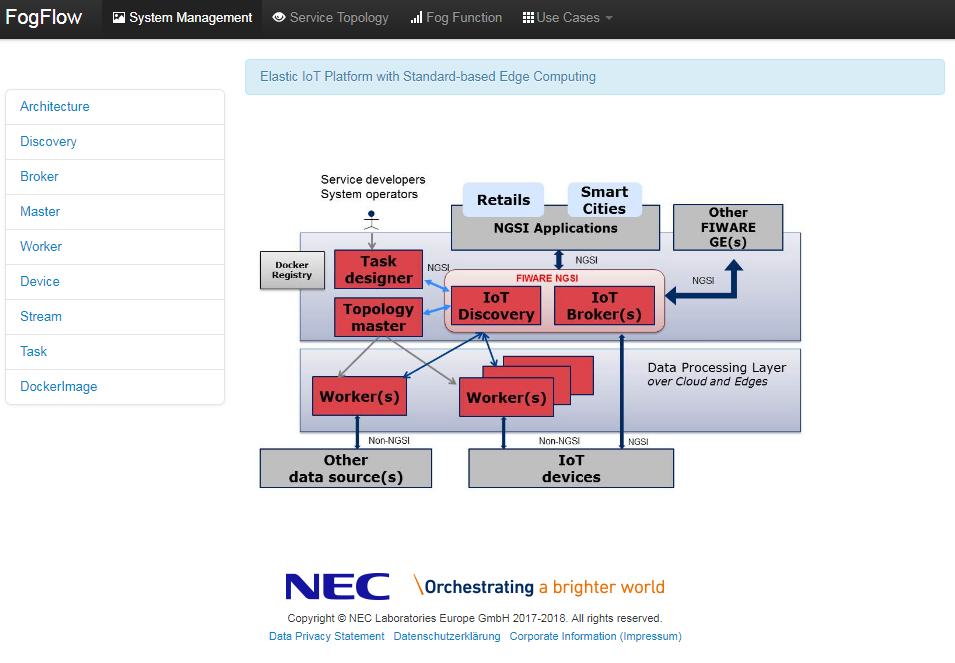 FogFlow
System Management
Service Topology
Fog Function
Use Cases
Elastic IoT Platform with Standard-based Edge Computing
Architecture
Discovery
Broker
Master
Worker
Device
Stream
Task
DockerImage
Service developers
System operators
Retails
Smart
Cities
NGSI Applications
Other
FIWARE
GE(s)
Docker
Registry
Task
designer
NGSI
NGSI
FIWARE NGSI
NGSI
IoT
Discovery
IoT
Broker(s)
Topology
master
Data Processing Layer
over Cloud and Edges
Worker(s)
Worker(s)
Non-NGSI
Non-NGSI
NGSI
Other
data source(s)
IoT
devices
NEC
\Orchestrating a brighter world
Copyright © NEC Laboratories Europe GmbH 2017-2018. All rights reserved.
Data Privacy Statement Datenschutzerklärung Corporate Information (Impressum)